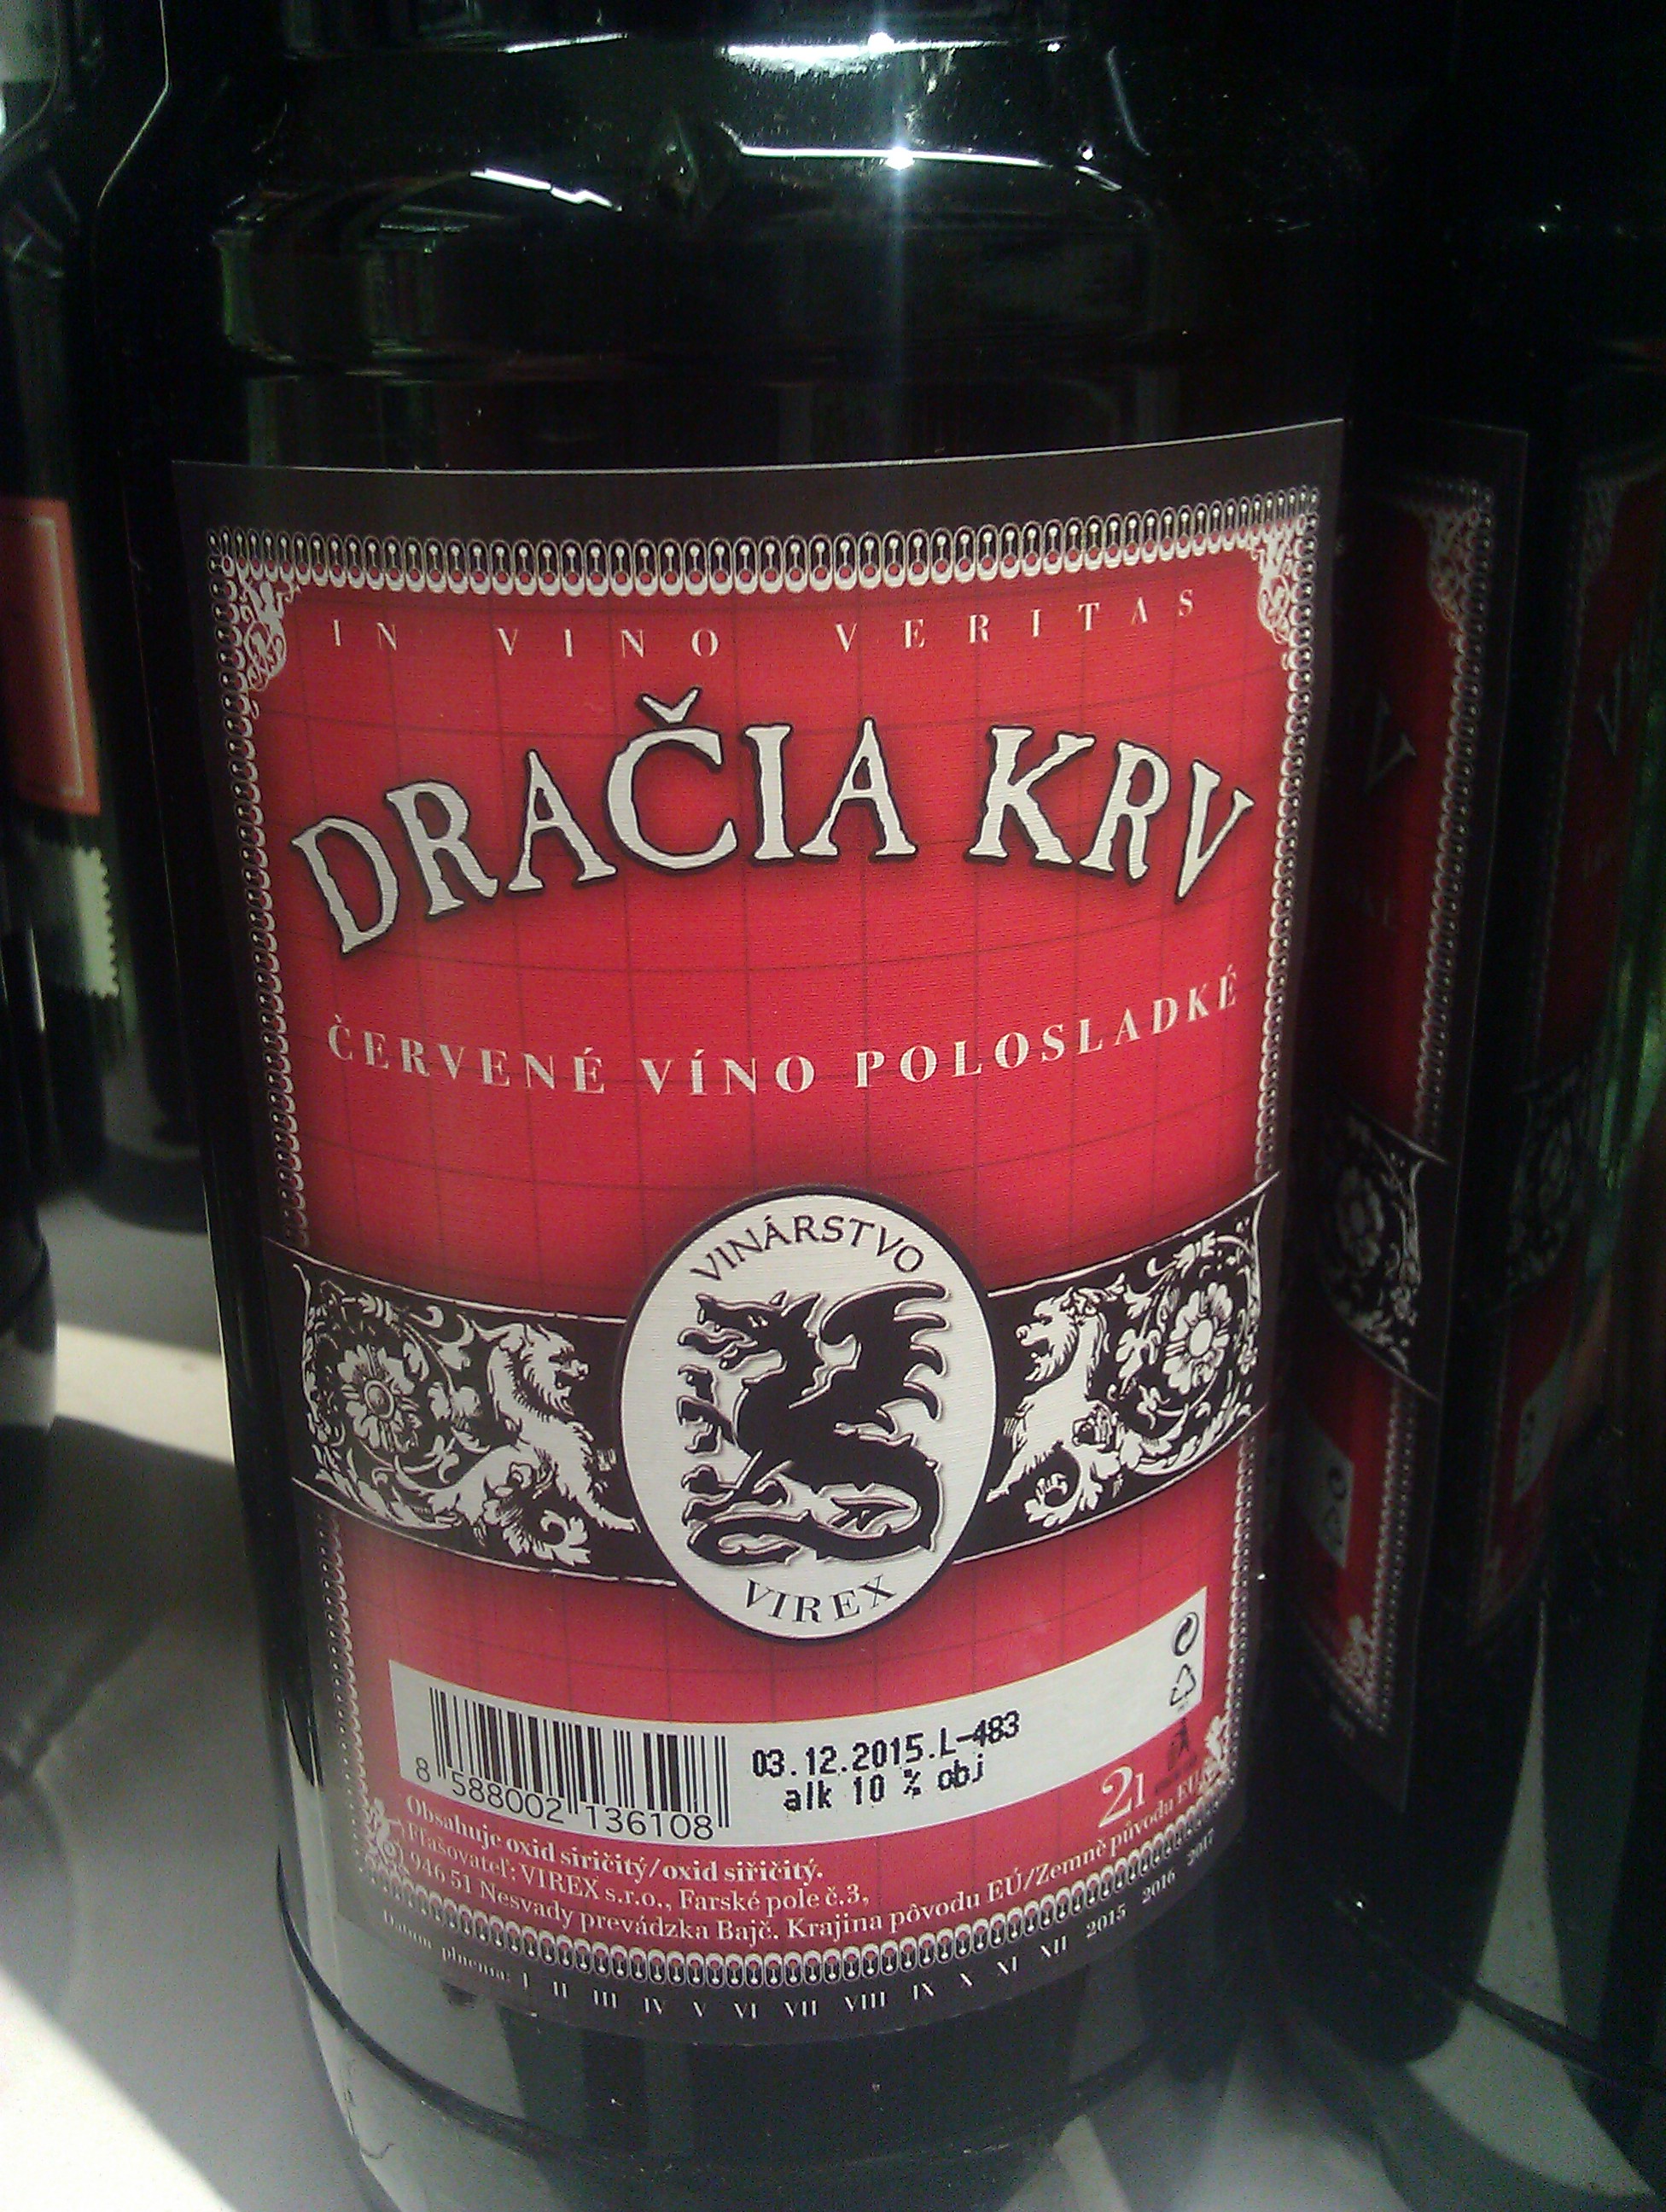 IN VINO VERITAS
DRAČIA KRV
ČERVENÉ VÍNO POLOSLADKÉ
VINÁRSTVO
VIREX
03.12.2015.L-483
alk 10 % obj
8 588002 136108
2l
Obsahuje oxid siričitý/oxid siřičitý.
Fľašovateľ: VIREX s.r.o., Farské pole č.3,
946 51 Nesvady prevádzka Bajč. Krajina pôvodu EÚ/Země původu EU
Dátum plnenia: I II III IV V VI VII VIII IX X XI XII 2015 2016 2017